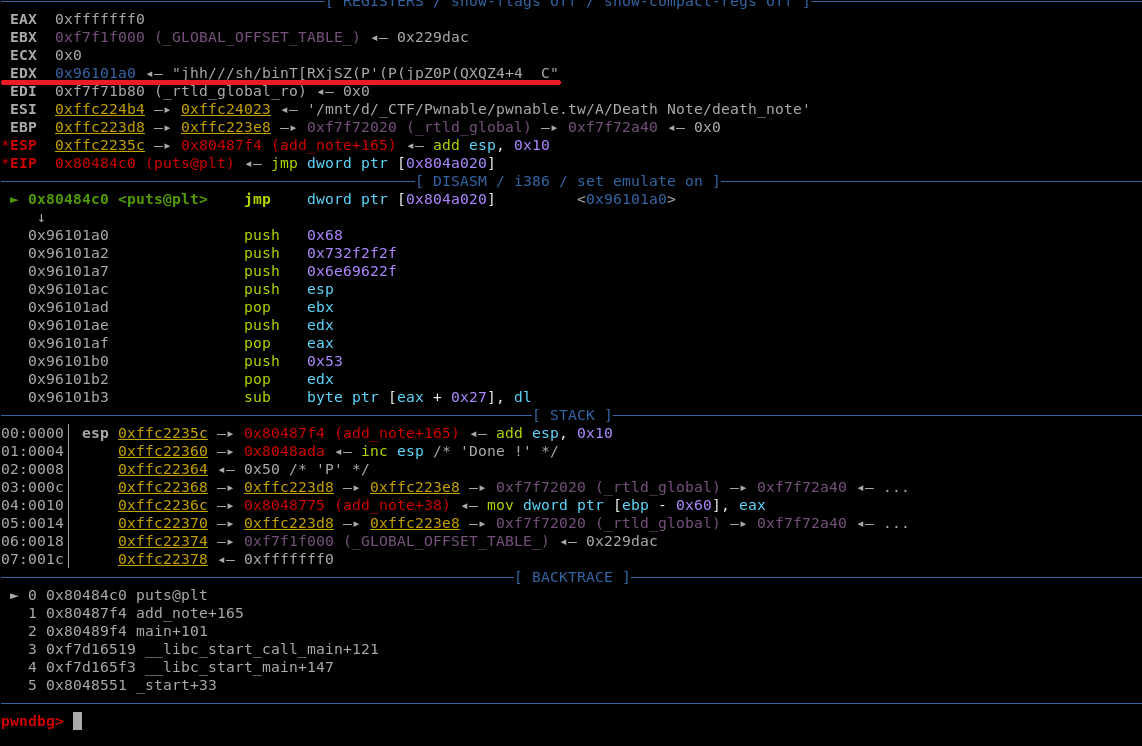 [ REGISTERS / show-flags off / show-compact-regs off ]
EAX  0xfffffff0
EBX  0xf7f1f000 (_GLOBAL_OFFSET_TABLE_) ◂— 0x229dac
ECX  0x0
EDX  0x96101a0 ◂— "jhh///sh/binT[RXjSZ(P'(P(jpZ0P(QXQZ4+4  C"
EDI  0xf7f71b80 (_rtld_global_ro) ◂— 0x0
ESI  0xffc224b4 —▸ 0xffc24023 ◂— '/mnt/d/_CTF/Pwnable/pwnable.tw/A/Death Note/death_note'
EBP  0xffc223d8 —▸ 0xffc223e8 —▸ 0xf7f72020 (_rtld_global) —▸ 0xf7f72a40 ◂— 0x0
*ESP  0xffc2235c —▸ 0x80487f4 (add_note+165) ◂— add esp, 0x10
*EIP  0x80484c0 (puts@plt) ◂— jmp dword ptr [0x804a020]
[ DISASM / i386 / set emulate on ]
► 0x80484c0 <puts@plt>    jmp    dword ptr [0x804a020]         <0x96101a0>
↓
0x96101a0               push   0x68
0x96101a2               push   0x732f2f2f
0x96101a7               push   0x6e69622f
0x96101ac               push   esp
0x96101ad               pop    ebx
0x96101ae               push   edx
0x96101af               pop    eax
0x96101b0               push   0x53
0x96101b2               pop    edx
0x96101b3               sub    byte ptr [eax + 0x27], dl
[ STACK ]
00:0000│ esp 0xffc2235c —▸ 0x80487f4 (add_note+165) ◂— add esp, 0x10
01:0004│     0xffc22360 —▸ 0x8048ada ◂— inc esp /* 'Done !' */
02:0008│     0xffc22364 ◂— 0x50 /* 'P' */
03:000c│     0xffc22368 —▸ 0xffc223d8 —▸ 0xffc223e8 —▸ 0xf7f72020 (_rtld_global) —▸ 0xf7f72a40 ◂— ...
04:0010│     0xffc2236c —▸ 0x8048775 (add_note+38) ◂— mov dword ptr [ebp - 0x60], eax
05:0014│     0xffc22370 —▸ 0xffc223d8 —▸ 0xffc223e8 —▸ 0xf7f72020 (_rtld_global) —▸ 0xf7f72a40 ◂— ...
06:0018│     0xffc22374 —▸ 0xf7f1f000 (_GLOBAL_OFFSET_TABLE_) ◂— 0x229dac
07:001c│     0xffc22378 ◂— 0xfffffff0
[ BACKTRACE ]
► 0 0x80484c0 puts@plt
1 0x80487f4 add_note+165
2 0x80489f4 main+101
3 0xf7d16519 __libc_start_call_main+121
4 0xf7d165f3 __libc_start_main+147
5 0x8048551 _start+33
pwndbg>